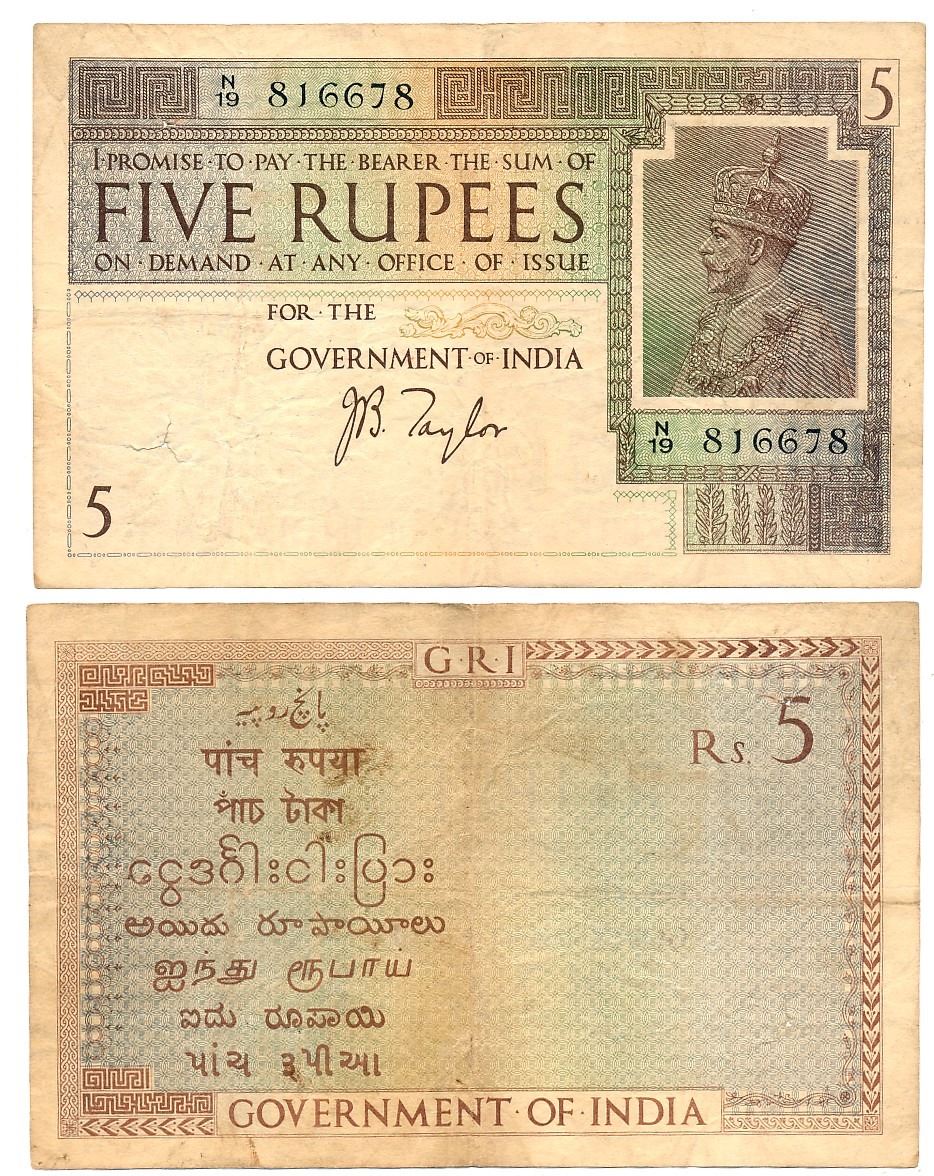 N
19 816678
5
I·PROMISE·TO·PAY·THE·BEARER·THE·SUM·OF
FIVE RUPEES
ON·DEMAND·AT·ANY·OFFICE·OF·ISSUE
FOR·THE
GOVERNMENT·OF·INDIA
JB. Taylor
N
19 816678
5
G·R·I
پانچ روپیہ
Rs. 5
पांच रुपया
পাঁচ টাকা
ငွေဒင်္ဂါးငါးပြား
అయిదు రూపాయీలు
ஐந்து ரூபாய்
ಐದು ರೂಪಾಯಿ
પાંચ રૂપીઆ
GOVERNMENT·OF·INDIA